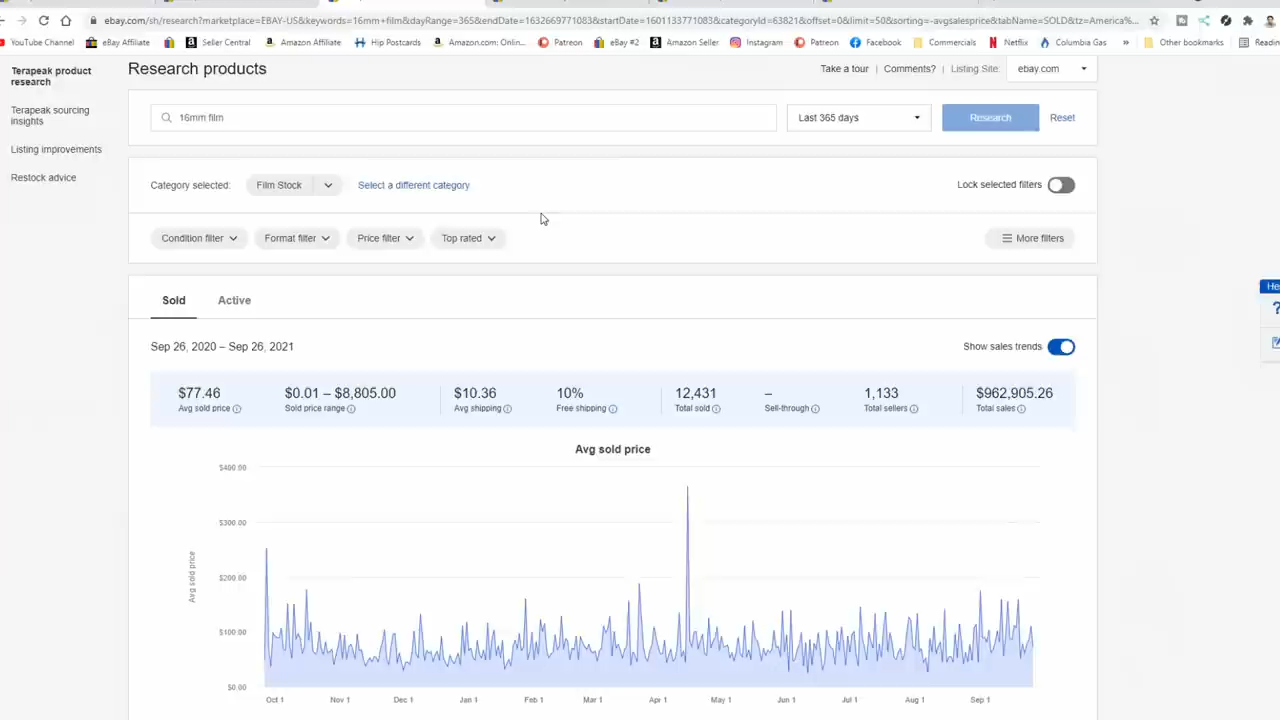 ebay.com/sh/research?marketplace=EBAY-US&keywords=16mm+film&dayRange=365&endDate=1632669771083&startDate=1601133771083&categoryId=63821&offset=0&limit=50&sorting=-avgsalesprice&tabName=SOLD&tz=America%...
YouTube Channel eBay Affiliate Seller Central Amazon Affiliate Hip Postcards Amazon.com: Onlin... Patreon eBay #2 Amazon Seller Instagram Patreon Facebook Commercials Netflix Columbia Gas » Other bookmarks Readin
Terapeak product
research
Terapeak sourcing
insights
Listing improvements
Restock advice
Research products
Take a tour | Comments? | Listing Site: ebay.com
16mm film Last 365 days Research Reset
Category selected: Film Stock Select a different category Lock selected filters
Condition filter Format filter Price filter Top rated More filters
Sold Active
Sep 26, 2020 – Sep 26, 2021 Show sales trends
$77.46 $0.01 – $8,805.00 $10.36 10% 12,431 – 1,133 $962,905.26
Avg sold price Sold price range Avg shipping Free shipping Total sold Sell-through Total sellers Total sales
Avg sold price
$400.00
$300.00
$200.00
$100.00
$0.00
Avg sold price
Oct 1 Nov 1 Dec 1 Jan 1 Feb 1 Mar 1 Apr 1 May 1 Jun 1 Jul 1 Aug 1 Sep 1
He
?